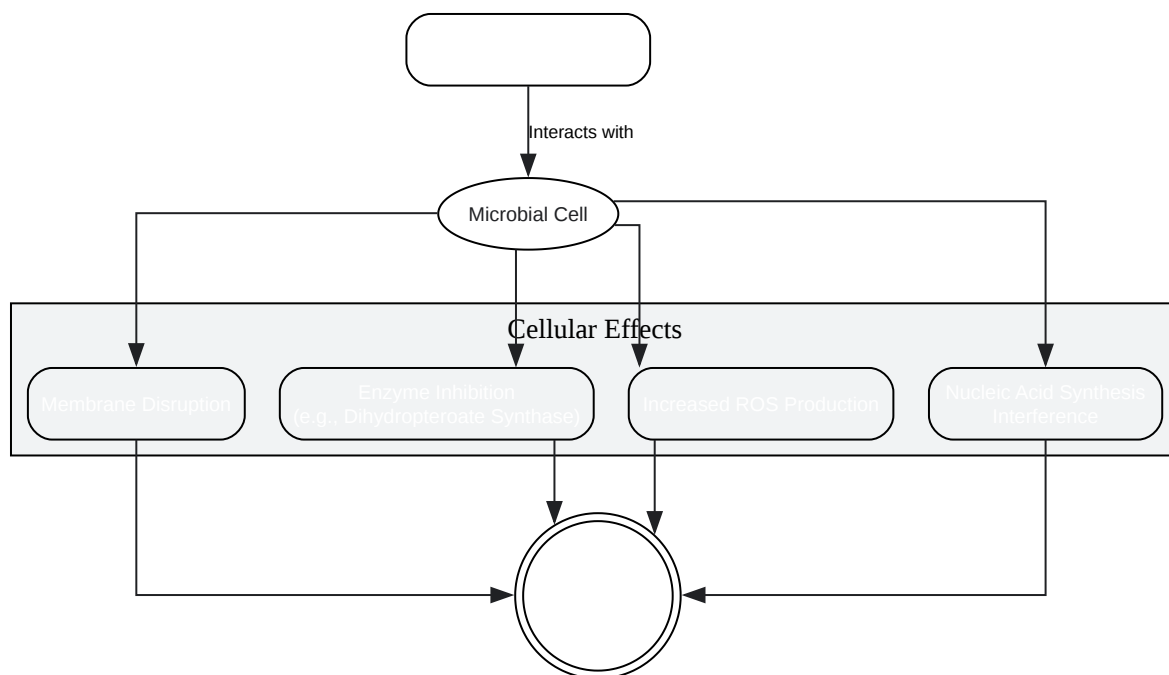 Interacts with
Microbial Cell
Cellular Effects
Membrane Disruption
Enzyme Inhibition
(e.g., Dihydropteroate Synthase)
Increased ROS Production
Nucleic Acid Synthesis
Interference